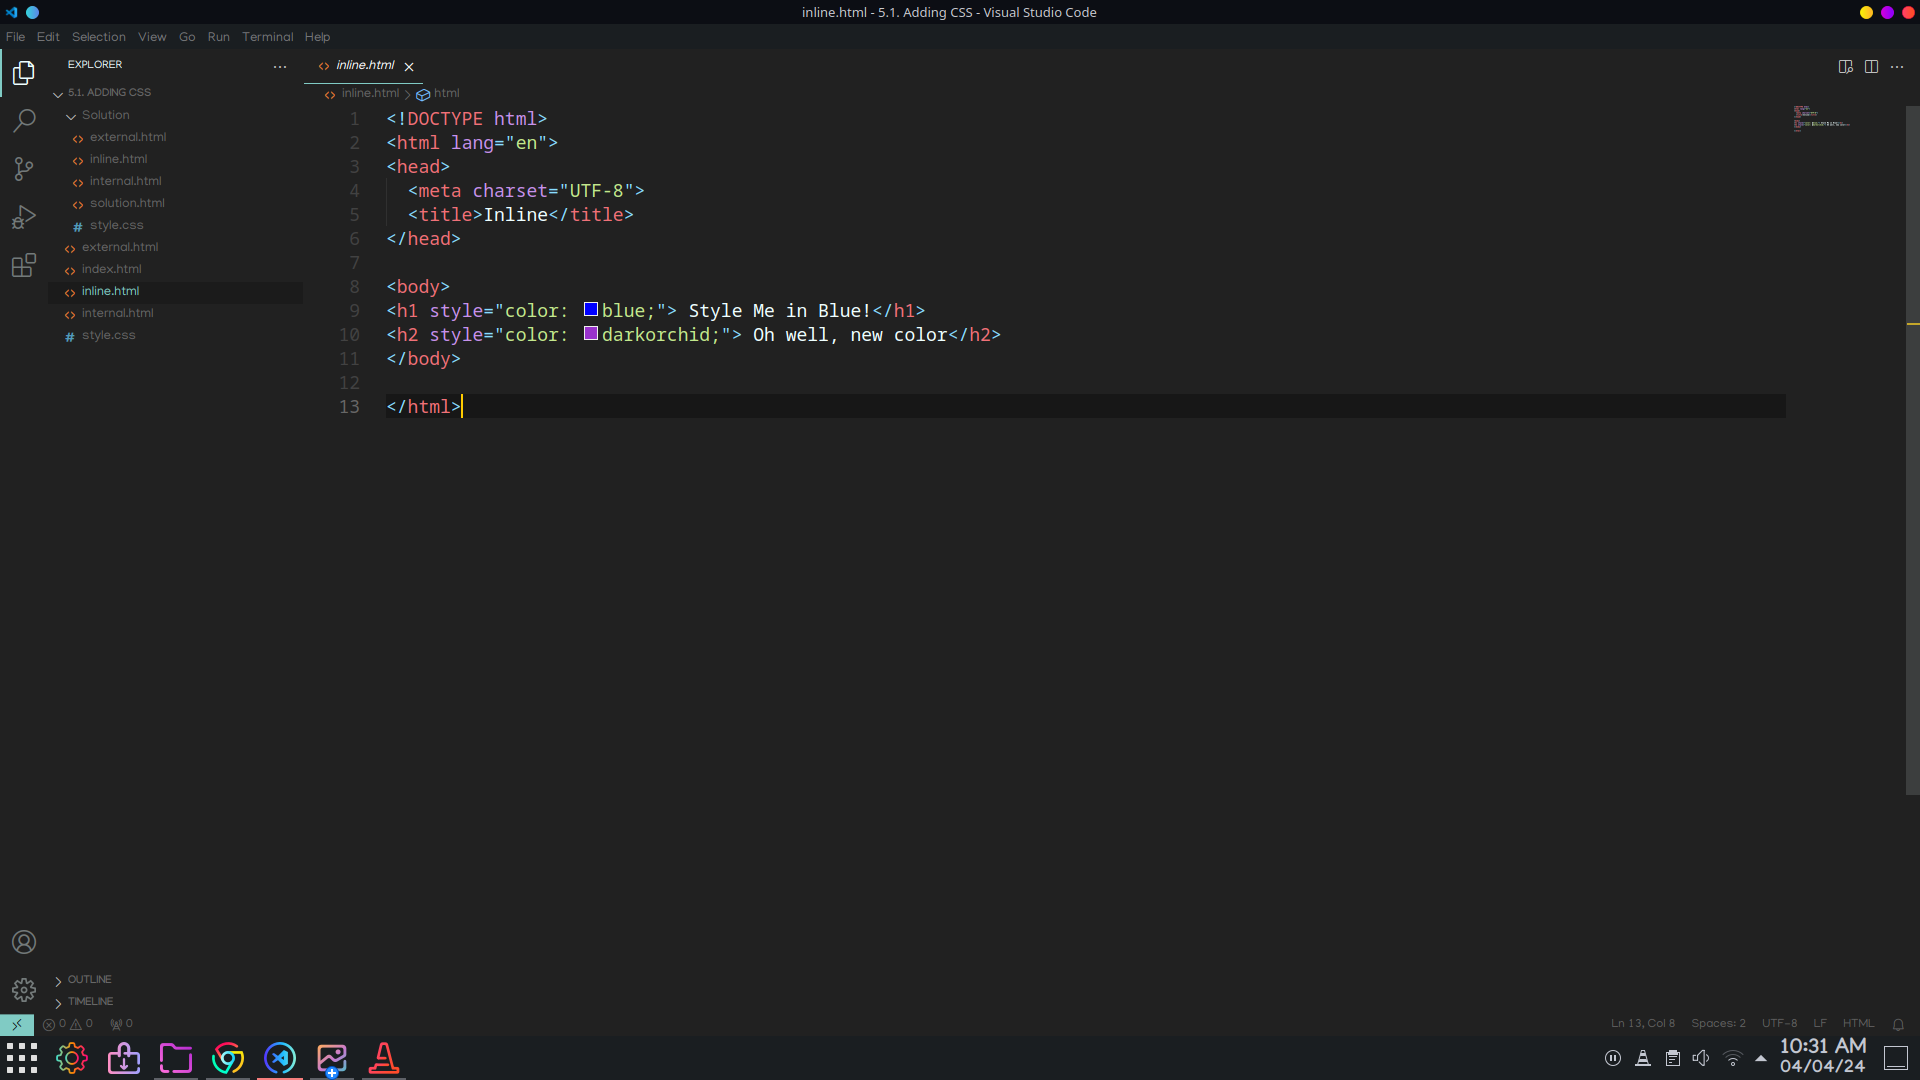 inline.html - 5.1. Adding CSS - Visual Studio Code
File Edit Selection View Go Run Terminal Help
EXPLORER
5.1. ADDING CSS
Solution
external.html
inline.html
internal.html
solution.html
style.css
external.html
index.html
inline.html
internal.html
style.css
OUTLINE
TIMELINE
inline.html
inline.html > html
1 <!DOCTYPE html>
2 <html lang="en">
3 <head>
4 <meta charset="UTF-8">
5 <title>Inline</title>
6 </head>
7
8 <body>
9 <h1 style="color: blue;"> Style Me in Blue!</h1>
10 <h2 style="color: darkorchid;"> Oh well, new color</h2>
11 </body>
12
13 </html>
0 0 0
Ln 13, Col 8 Spaces: 2 UTF-8 LF HTML
10:31 AM
04/04/24